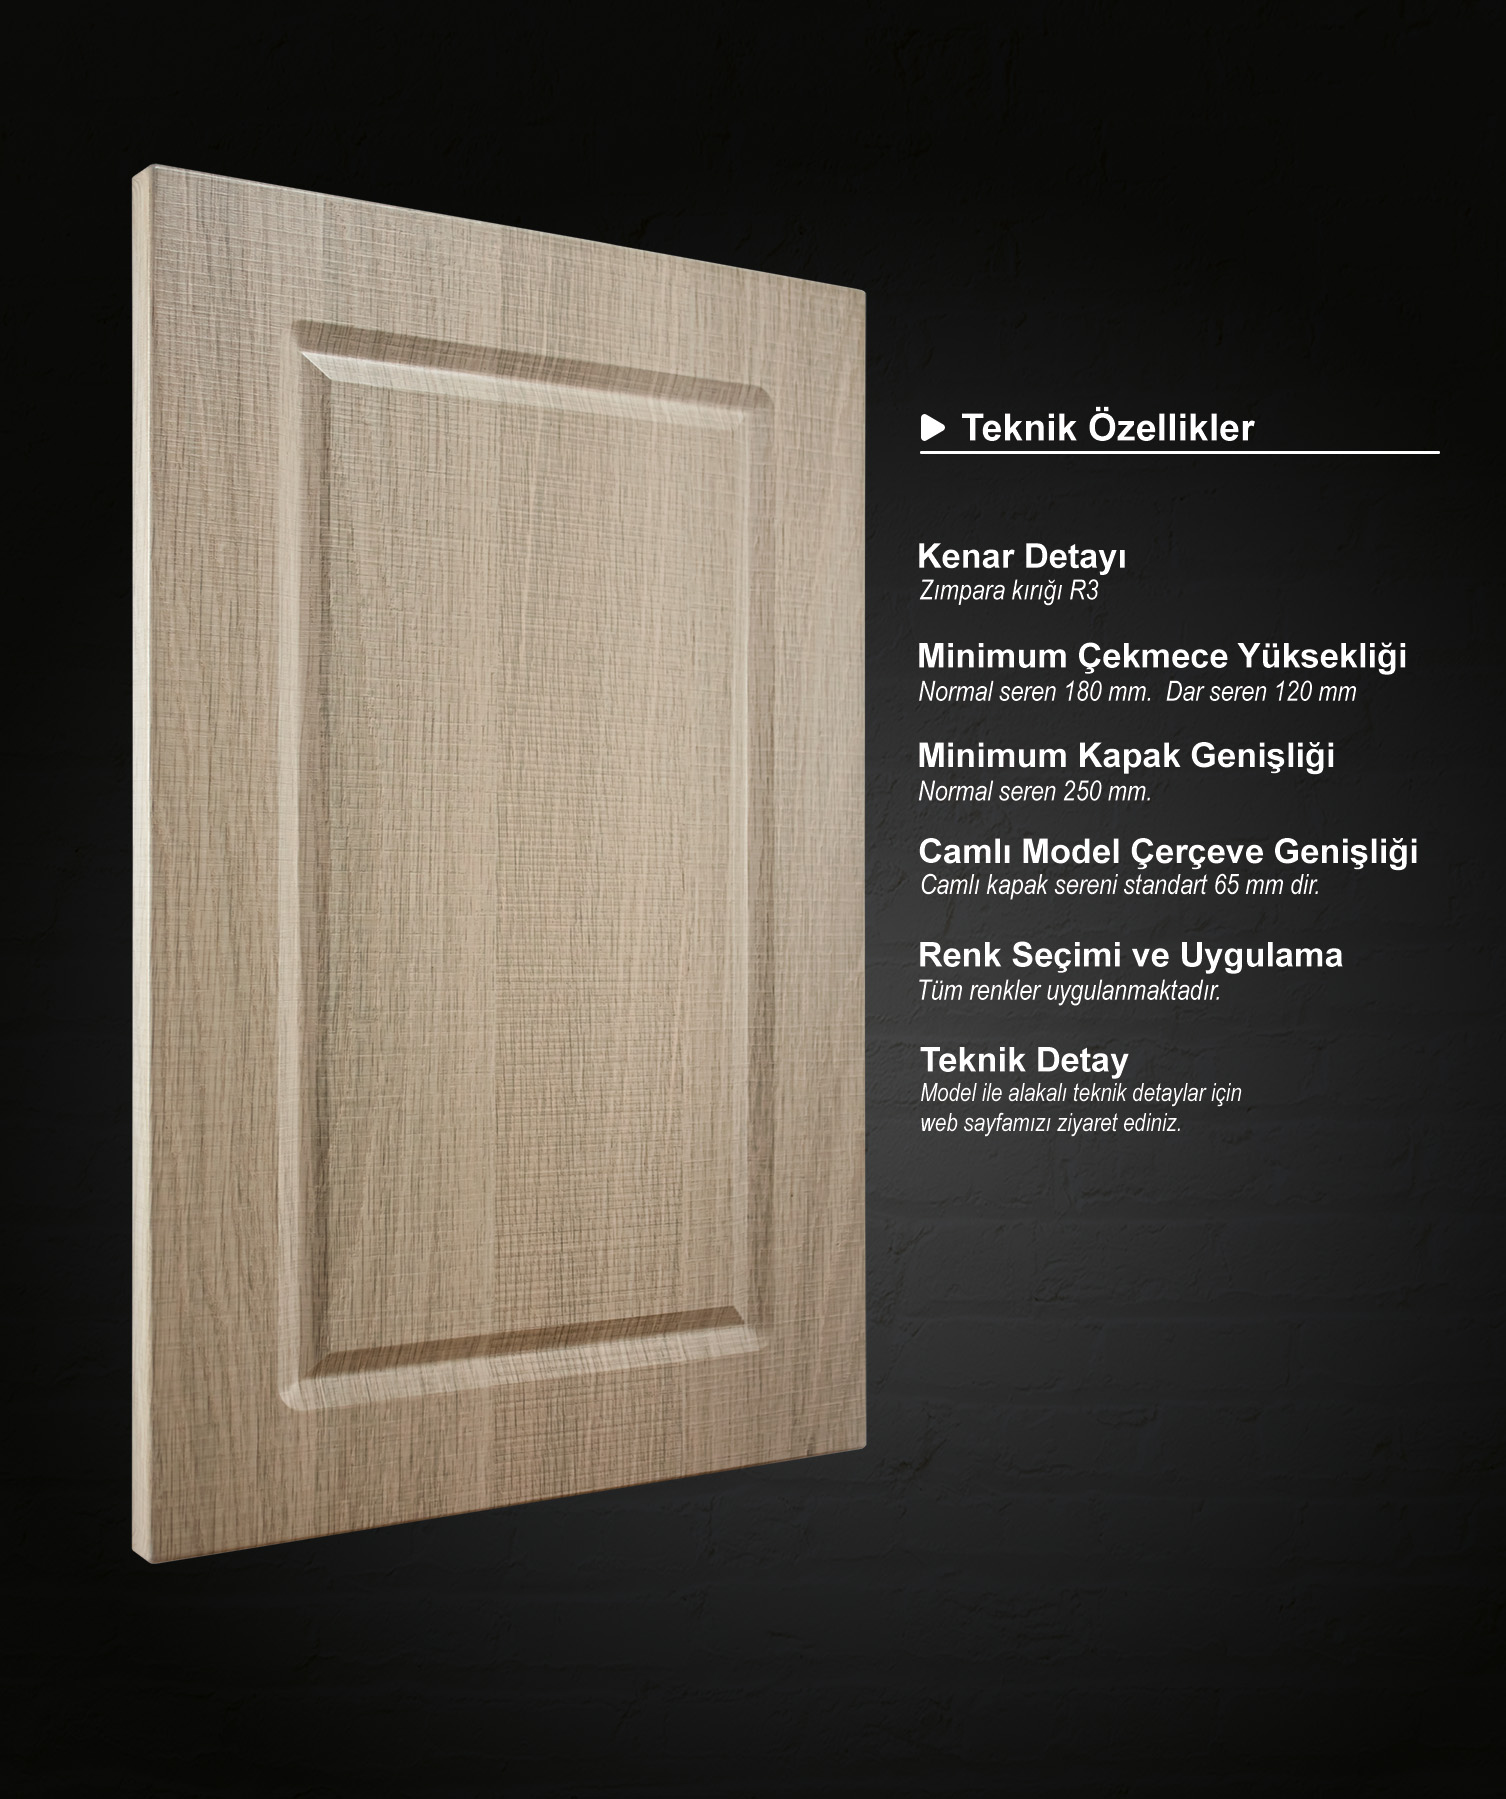 Teknik Özellikler
Kenar Detayı
Zımpara kırığı R3
Minimum Çekmece Yüksekliği
Normal seren 180 mm. Dar seren 120 mm
Minimum Kapak Genişliği
Normal seren 250 mm.
Camlı Model Çerçeve Genişliği
Camlı kapak sereni standart 65 mm dir.
Renk Seçimi ve Uygulama
Tüm renkler uygulanmaktadır.
Teknik Detay
Model ile alakalı teknik detaylar için
web sayfamızı ziyaret ediniz.